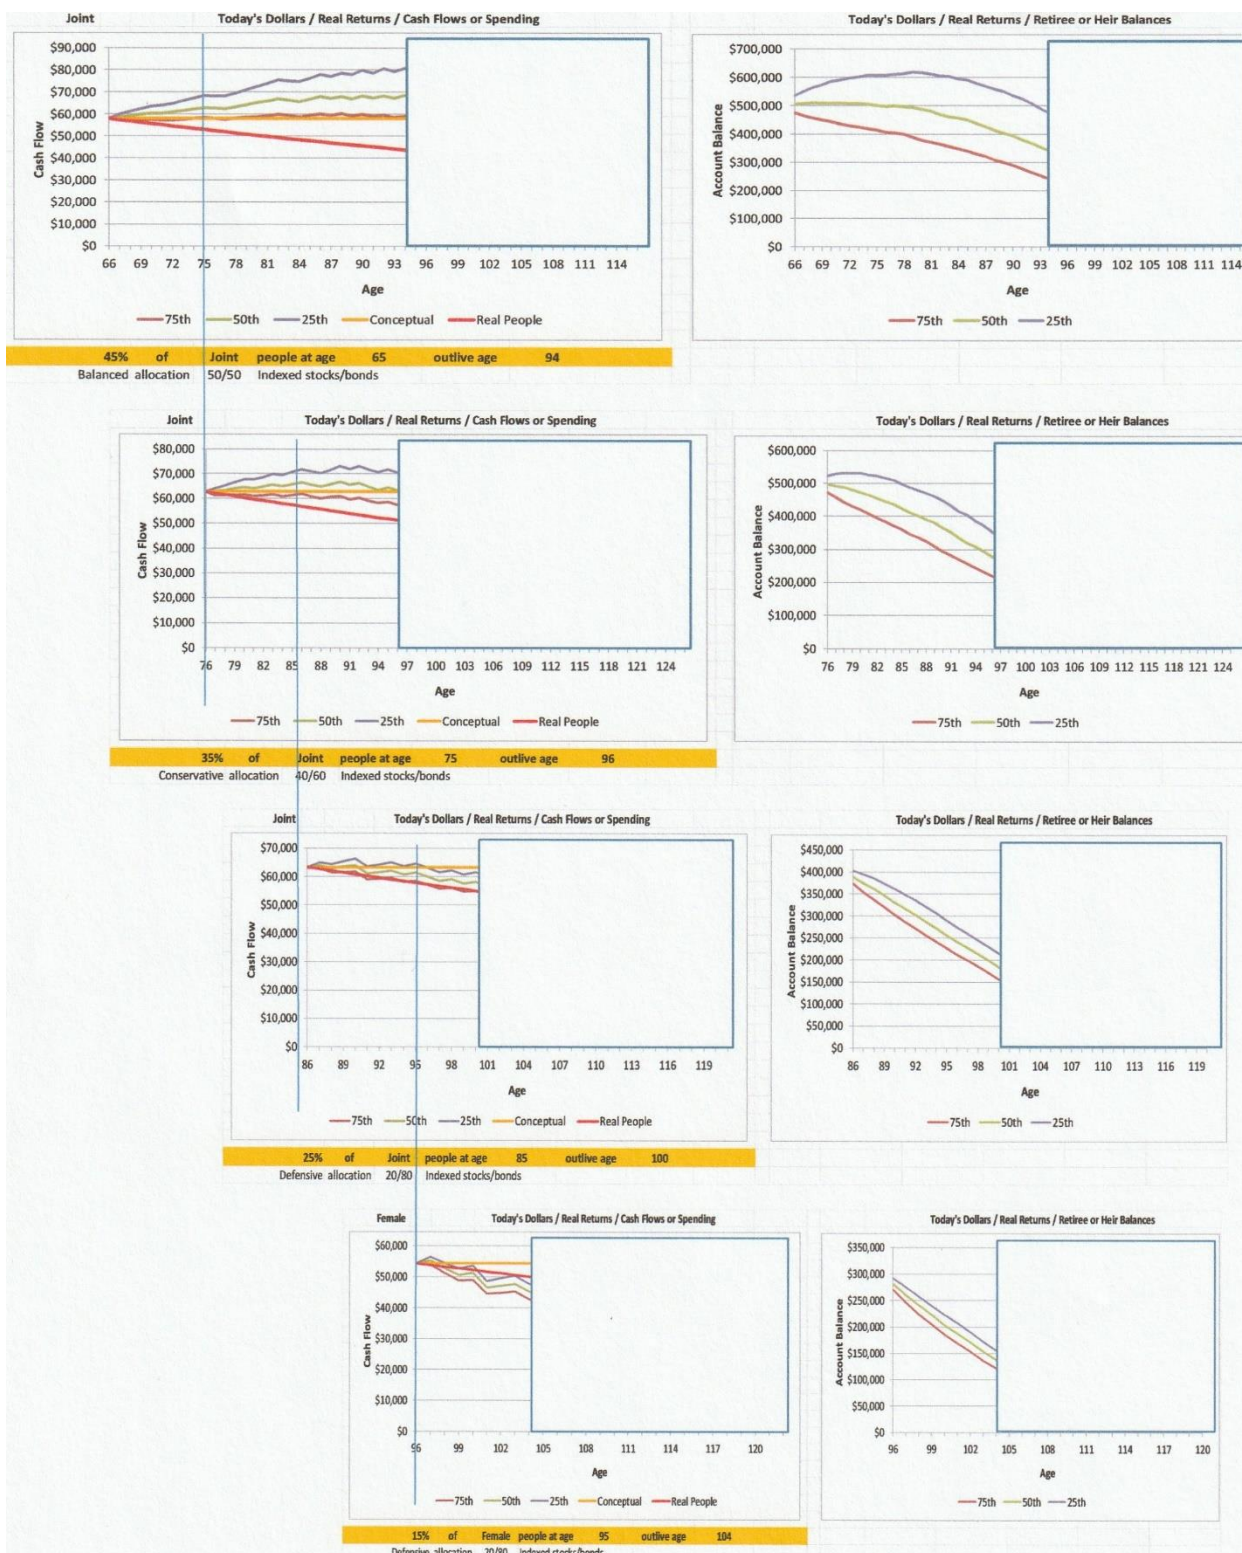 Joint Today's Dollars / Real Returns / Cash Flows or Spending
$90,000
$80,000
$70,000
$60,000
$50,000
$40,000
$30,000
$20,000
$10,000
$0
Cash Flow
66 69 72 75 78 81 84 87 90 93 96 99 102 105 108 111 114
Age
75th 50th 25th Conceptual Real People
45% of Joint people at age 65 outlive age 94
Balanced allocation 50/50 Indexed stocks/bonds
Today's Dollars / Real Returns / Retiree or Heir Balances
$700,000
$600,000
$500,000
$400,000
$300,000
$200,000
$100,000
$0
Account Balance
66 69 72 75 78 81 84 87 90 93 96 99 102 105 108 111 114
Age
75th 50th 25th
Joint Today's Dollars / Real Returns / Cash Flows or Spending
$80,000
$70,000
$60,000
$50,000
$40,000
$30,000
$20,000
$10,000
$0
Cash Flow
76 79 82 85 88 91 94 97 100 103 106 109 112 115 118 121 124
Age
75th 50th 25th Conceptual Real People
35% of Joint people at age 75 outlive age 96
Conservative allocation 40/60 Indexed stocks/bonds
Today's Dollars / Real Returns / Retiree or Heir Balances
$600,000
$500,000
$400,000
$300,000
$200,000
$100,000
$0
Account Balance
76 79 82 85 88 91 94 97 100 103 106 109 112 115 118 121 124
Age
75th 50th 25th
Joint Today's Dollars / Real Returns / Cash Flows or Spending
$70,000
$60,000
$50,000
$40,000
$30,000
$20,000
$10,000
$0
Cash Flow
86 89 92 95 98 101 104 107 110 113 116 119
Age
75th 50th 25th Conceptual Real People
25% of Joint people at age 85 outlive age 100
Defensive allocation 20/80 Indexed stocks/bonds
Today's Dollars / Real Returns / Retiree or Heir Balances
$450,000
$400,000
$350,000
$300,000
$250,000
$200,000
$150,000
$100,000
$50,000
$0
Account Balance
86 89 92 95 98 101 104 107 110 113 116 119
Age
75th 50th 25th
Female Today's Dollars / Real Returns / Cash Flows or Spending
$60,000
$50,000
$40,000
$30,000
$20,000
$10,000
$0
Cash Flow
96 99 102 105 108 111 114 117 120
Age
75th 50th 25th Conceptual Real People
15% of Female people at age 95 outlive age 104
Defensive allocation 20/80 Indexed stocks/bonds
Today's Dollars / Real Returns / Retiree or Heir Balances
$350,000
$300,000
$250,000
$200,000
$150,000
$100,000
$50,000
$0
Account Balance
96 99 102 105 108 111 114 117 120
Age
75th 50th 25th